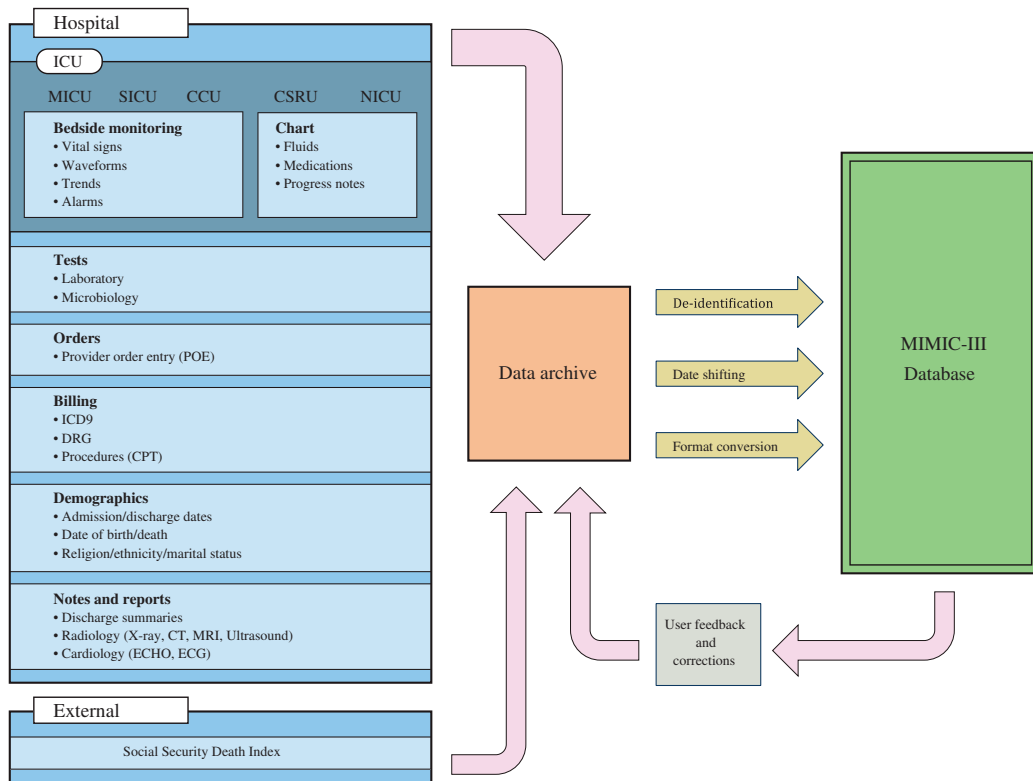 Hospital
ICU
MICU SICU CCU CSRU NICU
Bedside monitoring
• Vital signs
• Waveforms
• Trends
• Alarms
Chart
• Fluids
• Medications
• Progress notes
Tests
• Laboratory
• Microbiology
Orders
• Provider order entry (POE)
Billing
• ICD9
• DRG
• Procedures (CPT)
Demographics
• Admission/discharge dates
• Date of birth/death
• Religion/ethnicity/marital status
Notes and reports
• Discharge summaries
• Radiology (X-ray, CT, MRI, Ultrasound)
• Cardiology (ECHO, ECG)
External
Social Security Death Index
Data archive
De-identification
Date shifting
Format conversion
MIMIC-III
Database
User feedback
and
corrections